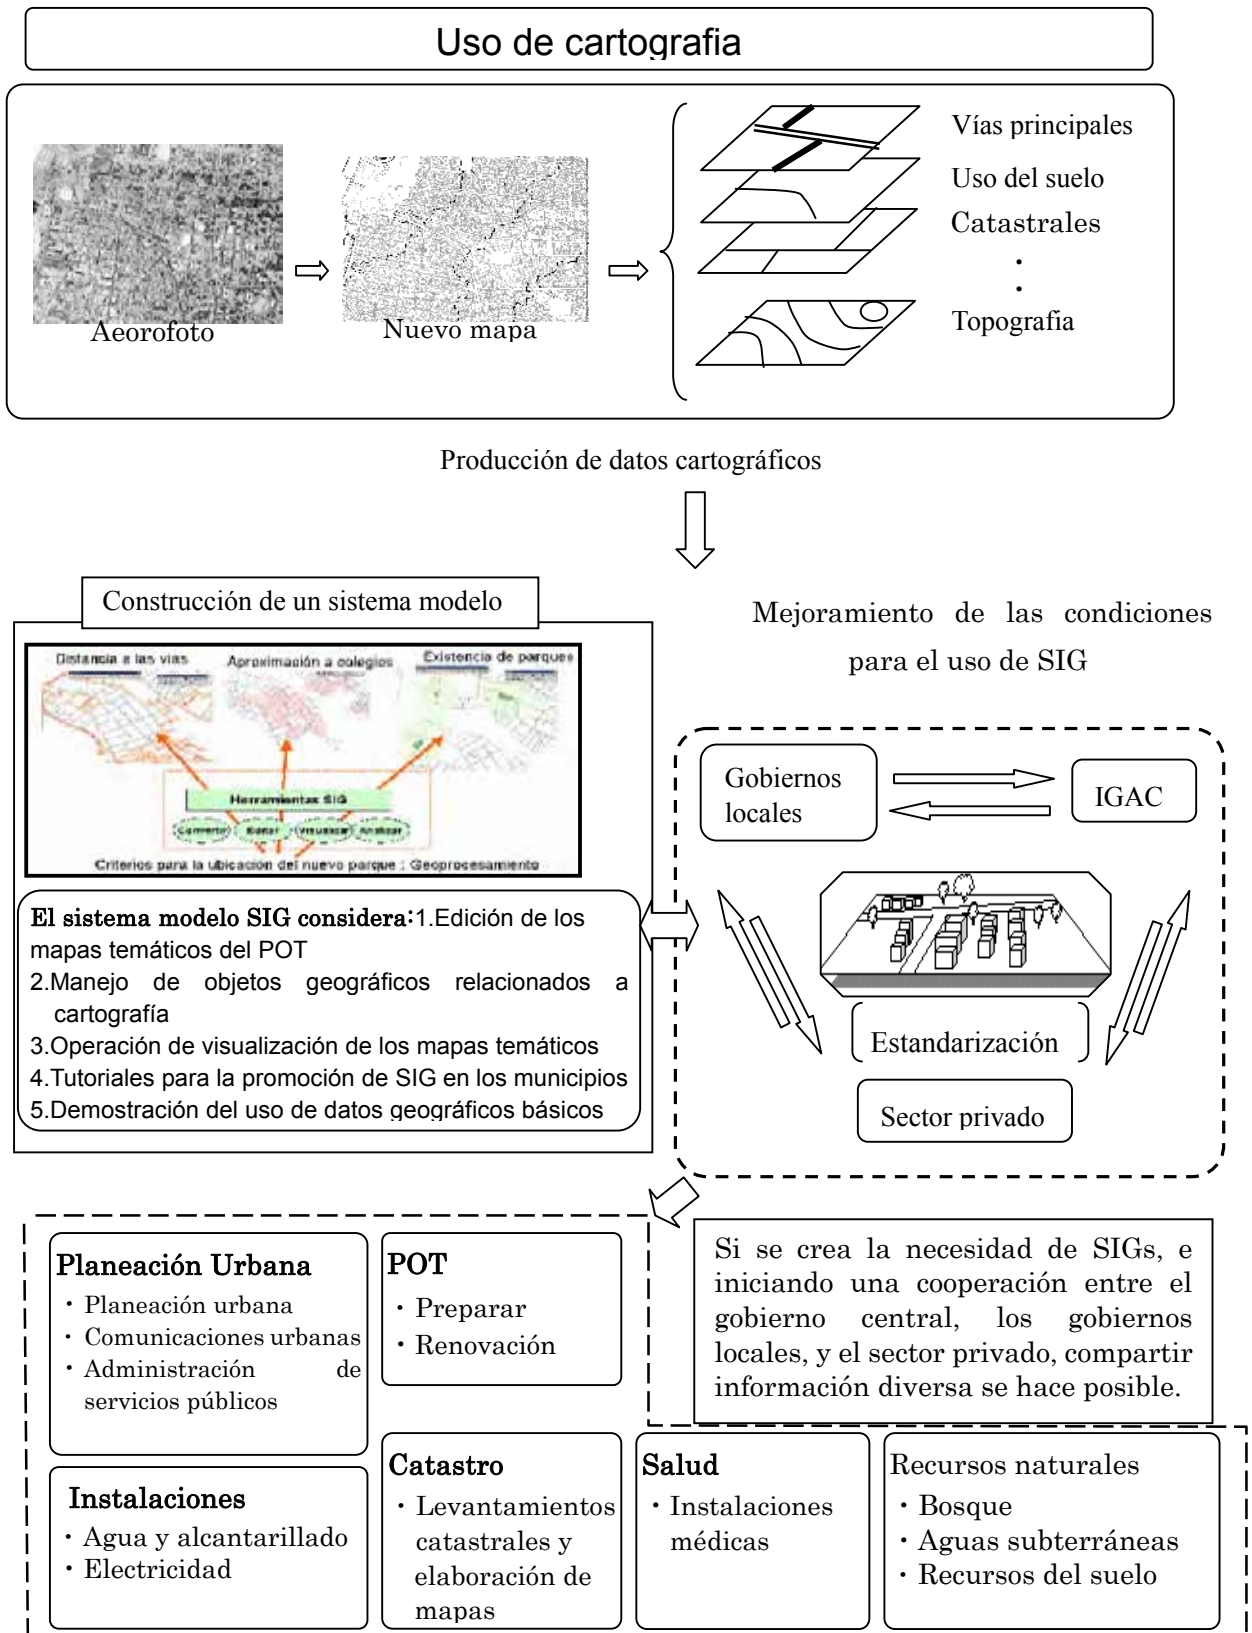 Uso de cartografia
Vías principales
Uso del suelo
Catastrales
·
·
Topografia
Aeorofoto
Nuevo mapa
Producción de datos cartográficos
Construcción de un sistema modelo
Distancia a las vías
Aproximación a colegios
Existencia de parques
Herramientas SIG
Convertir
Editar
Visualizar
Analizar
Criterios para la ubicación del nuevo parque : Geoprocesamiento
El sistema modelo SIG considera:1.Edición de los
mapas temáticos del POT
2.Manejo de objetos geográficos relacionados a
cartografía
3.Operación de visualización de los mapas temáticos
4.Tutoriales para la promoción de SIG en los municipios
5.Demostración del uso de datos geográficos básicos
Mejoramiento de las condiciones
para el uso de SIG
Gobiernos
locales
IGAC
Estandarización
Sector privado
Planeación Urbana
・Planeación urbana
・Comunicaciones urbanas
・Administración de
servicios públicos
POT
・Preparar
・Renovación
Si se crea la necesidad de SIGs, e
iniciando una cooperación entre el
gobierno central, los gobiernos
locales, y el sector privado, compartir
información diversa se hace posible.
Instalaciones
・Agua y alcantarillado
・Electricidad
Catastro
・Levantamientos
catastrales y
elaboración de
mapas
Salud
・Instalaciones
médicas
Recursos naturales
・Bosque
・Aguas subterráneas
・Recursos del suelo